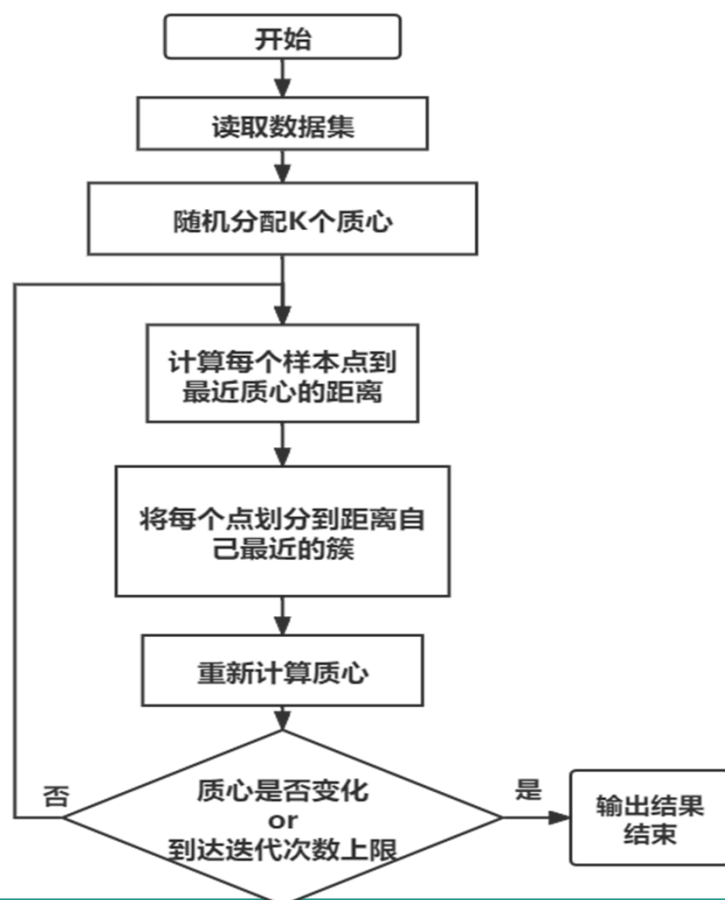 开始
读取数据集
随机分配K个质心
计算每个样本点到
最近质心的距离
将每个点划分到距离自
己最近的簇
重新计算质心
否
质心是否变化
or
到达迭代次数上限
是
输出结果
结束